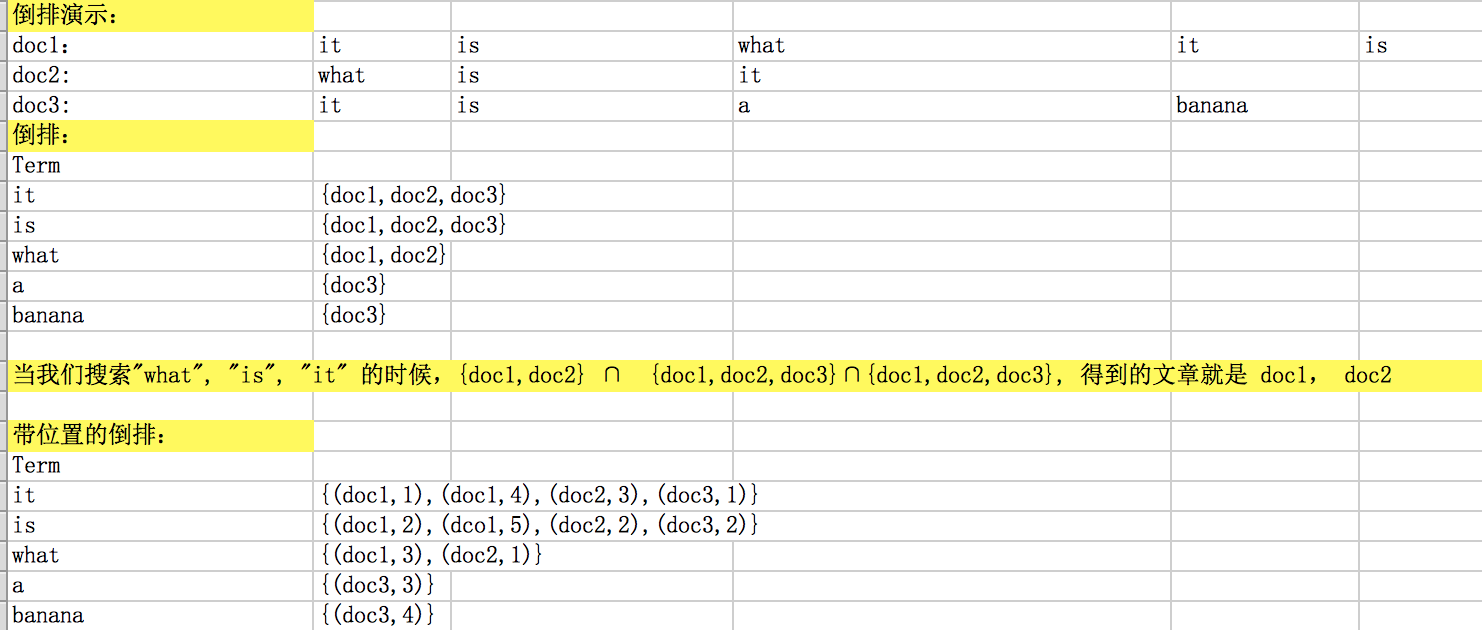 倒排演示：
doc1： it is what it is
doc2: what is it
doc3: it is a banana
倒排：
Term
it {doc1,doc2,doc3}
is {doc1,doc2,doc3}
what {doc1,doc2}
a {doc3}
banana {doc3}
当我们搜索"what", "is", "it" 的时候，{doc1,doc2} ∩ {doc1,doc2,doc3}∩{doc1,doc2,doc3}, 得到的文章就是 doc1， doc2
带位置的倒排：
Term
it {(doc1,1),(doc1,4),(doc2,3),(doc3,1)}
is {(doc1,2),(dco1,5),(doc2,2),(doc3,2)}
what {(doc1,3),(doc2,1)}
a {(doc3,3)}
banana {(doc3,4)}